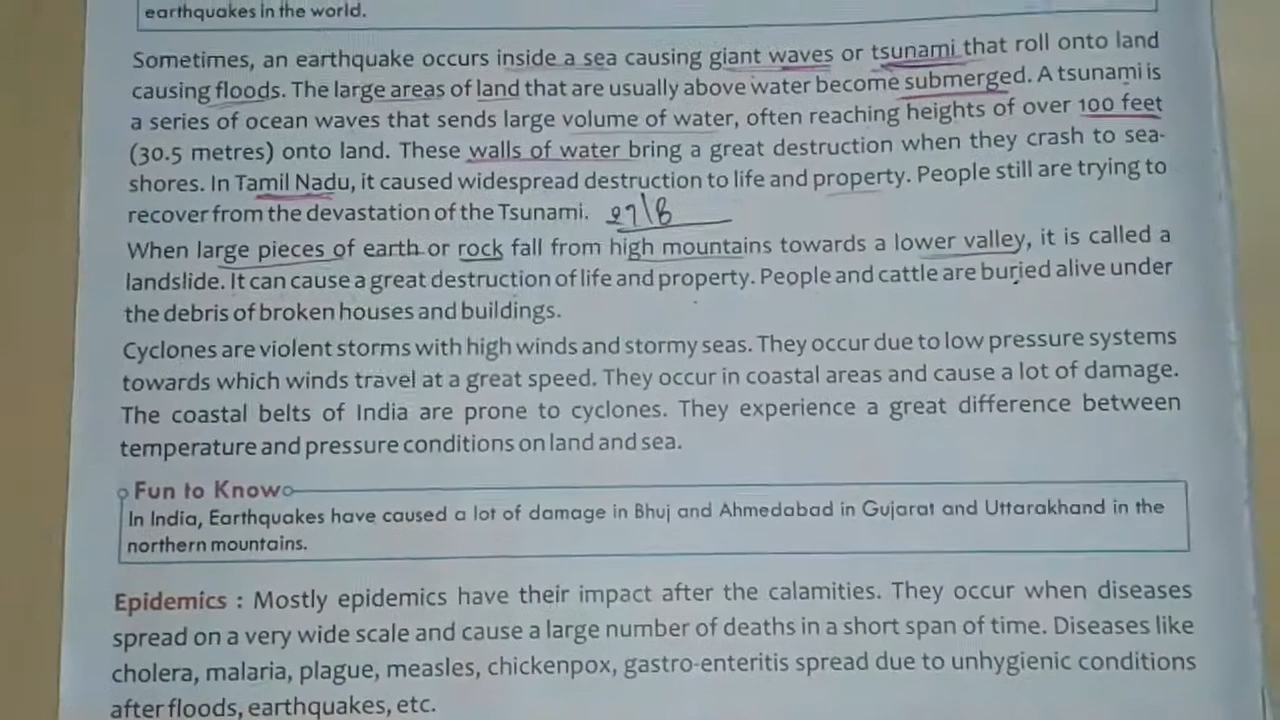 earthquakes in the world.
Sometimes, an earthquake occurs inside a sea causing giant waves or tsunami that roll onto land
causing floods. The large areas of land that are usually above water become submerged. A tsunami is
a series of ocean waves that sends large volume of water, often reaching heights of over 100 feet
(30.5 metres) onto land. These walls of water bring a great destruction when they crash to sea-
shores. In Tamil Nadu, it caused widespread destruction to life and property. People still are trying to
recover from the devastation of the Tsunami.
When large pieces of earth or rock fall from high mountains towards a lower valley, it is called a
landslide. It can cause a great destruction of life and property. People and cattle are buried alive under
the debris of broken houses and buildings.
Cyclones are violent storms with high winds and stormy seas. They occur due to low pressure systems
towards which winds travel at a great speed. They occur in coastal areas and cause a lot of damage.
The coastal belts of India are prone to cyclones. They experience a great difference between
temperature and pressure conditions on land and sea.
Fun to Know
In India, Earthquakes have caused a lot of damage in Bhuj and Ahmedabad in Gujarat and Uttarakhand in the
northern mountains.
Epidemics : Mostly epidemics have their impact after the calamities. They occur when diseases
spread on a very wide scale and cause a large number of deaths in a short span of time. Diseases like
cholera, malaria, plague, measles, chickenpox, gastro-enteritis spread due to unhygienic conditions
after floods, earthquakes, etc.